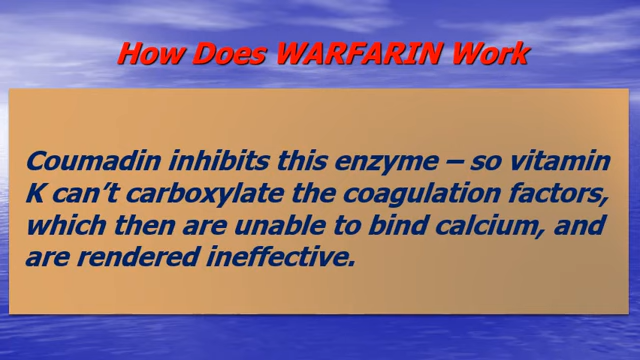 How Does WARFARIN Work
Coumadin inhibits this enzyme – so vitamin
K can’t carboxylate the coagulation factors,
which then are unable to bind calcium, and
are rendered ineffective.